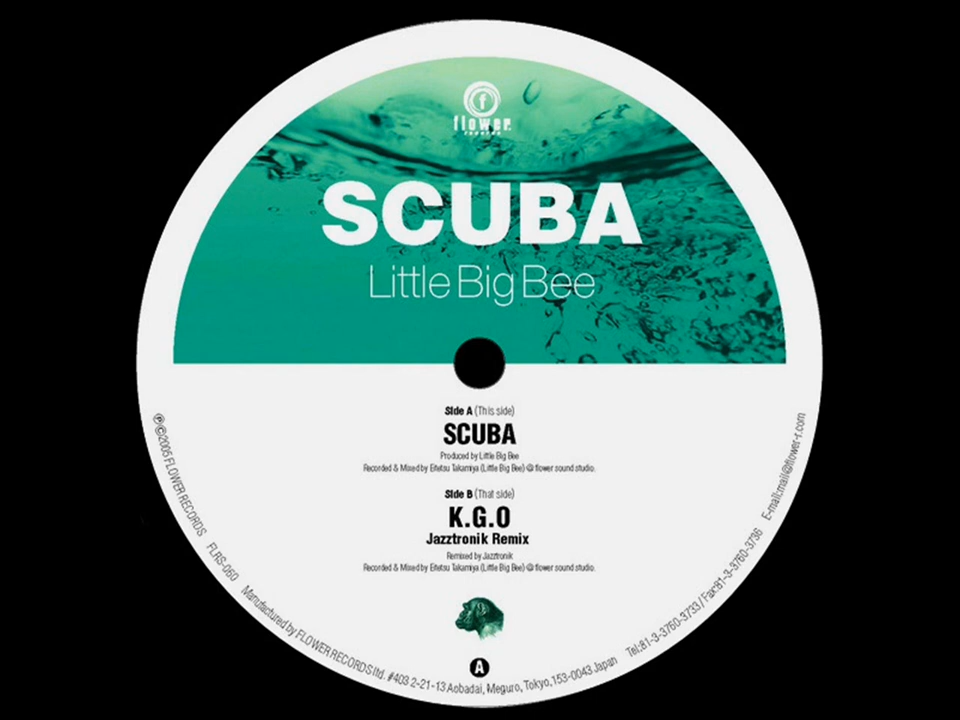 f
flower
records
SCUBA
Little Big Bee
Side A (This side)
SCUBA
Produced by Little Big Bee
Recorded & Mixed by Eitetsu Takamiya (Little Big Bee) @ flower sound studio.
Side B (That side)
K.G.O
Jazztronik Remix
Remixed by Jazztronik
Recorded & Mixed by Eitetsu Takamiya (Little Big Bee) @ flower sound studio.
A
℗©2005 FLOWER RECORDS FLRS-060 Manufactured by FLOWER RECORDS ltd. #403 2-21-13 Aobadai, Meguro, Tokyo, 153-0043 Japan Tel:81-3-3760-3733 / Fax:81-3-3760-3736 E-mail:mail@flower-r.com